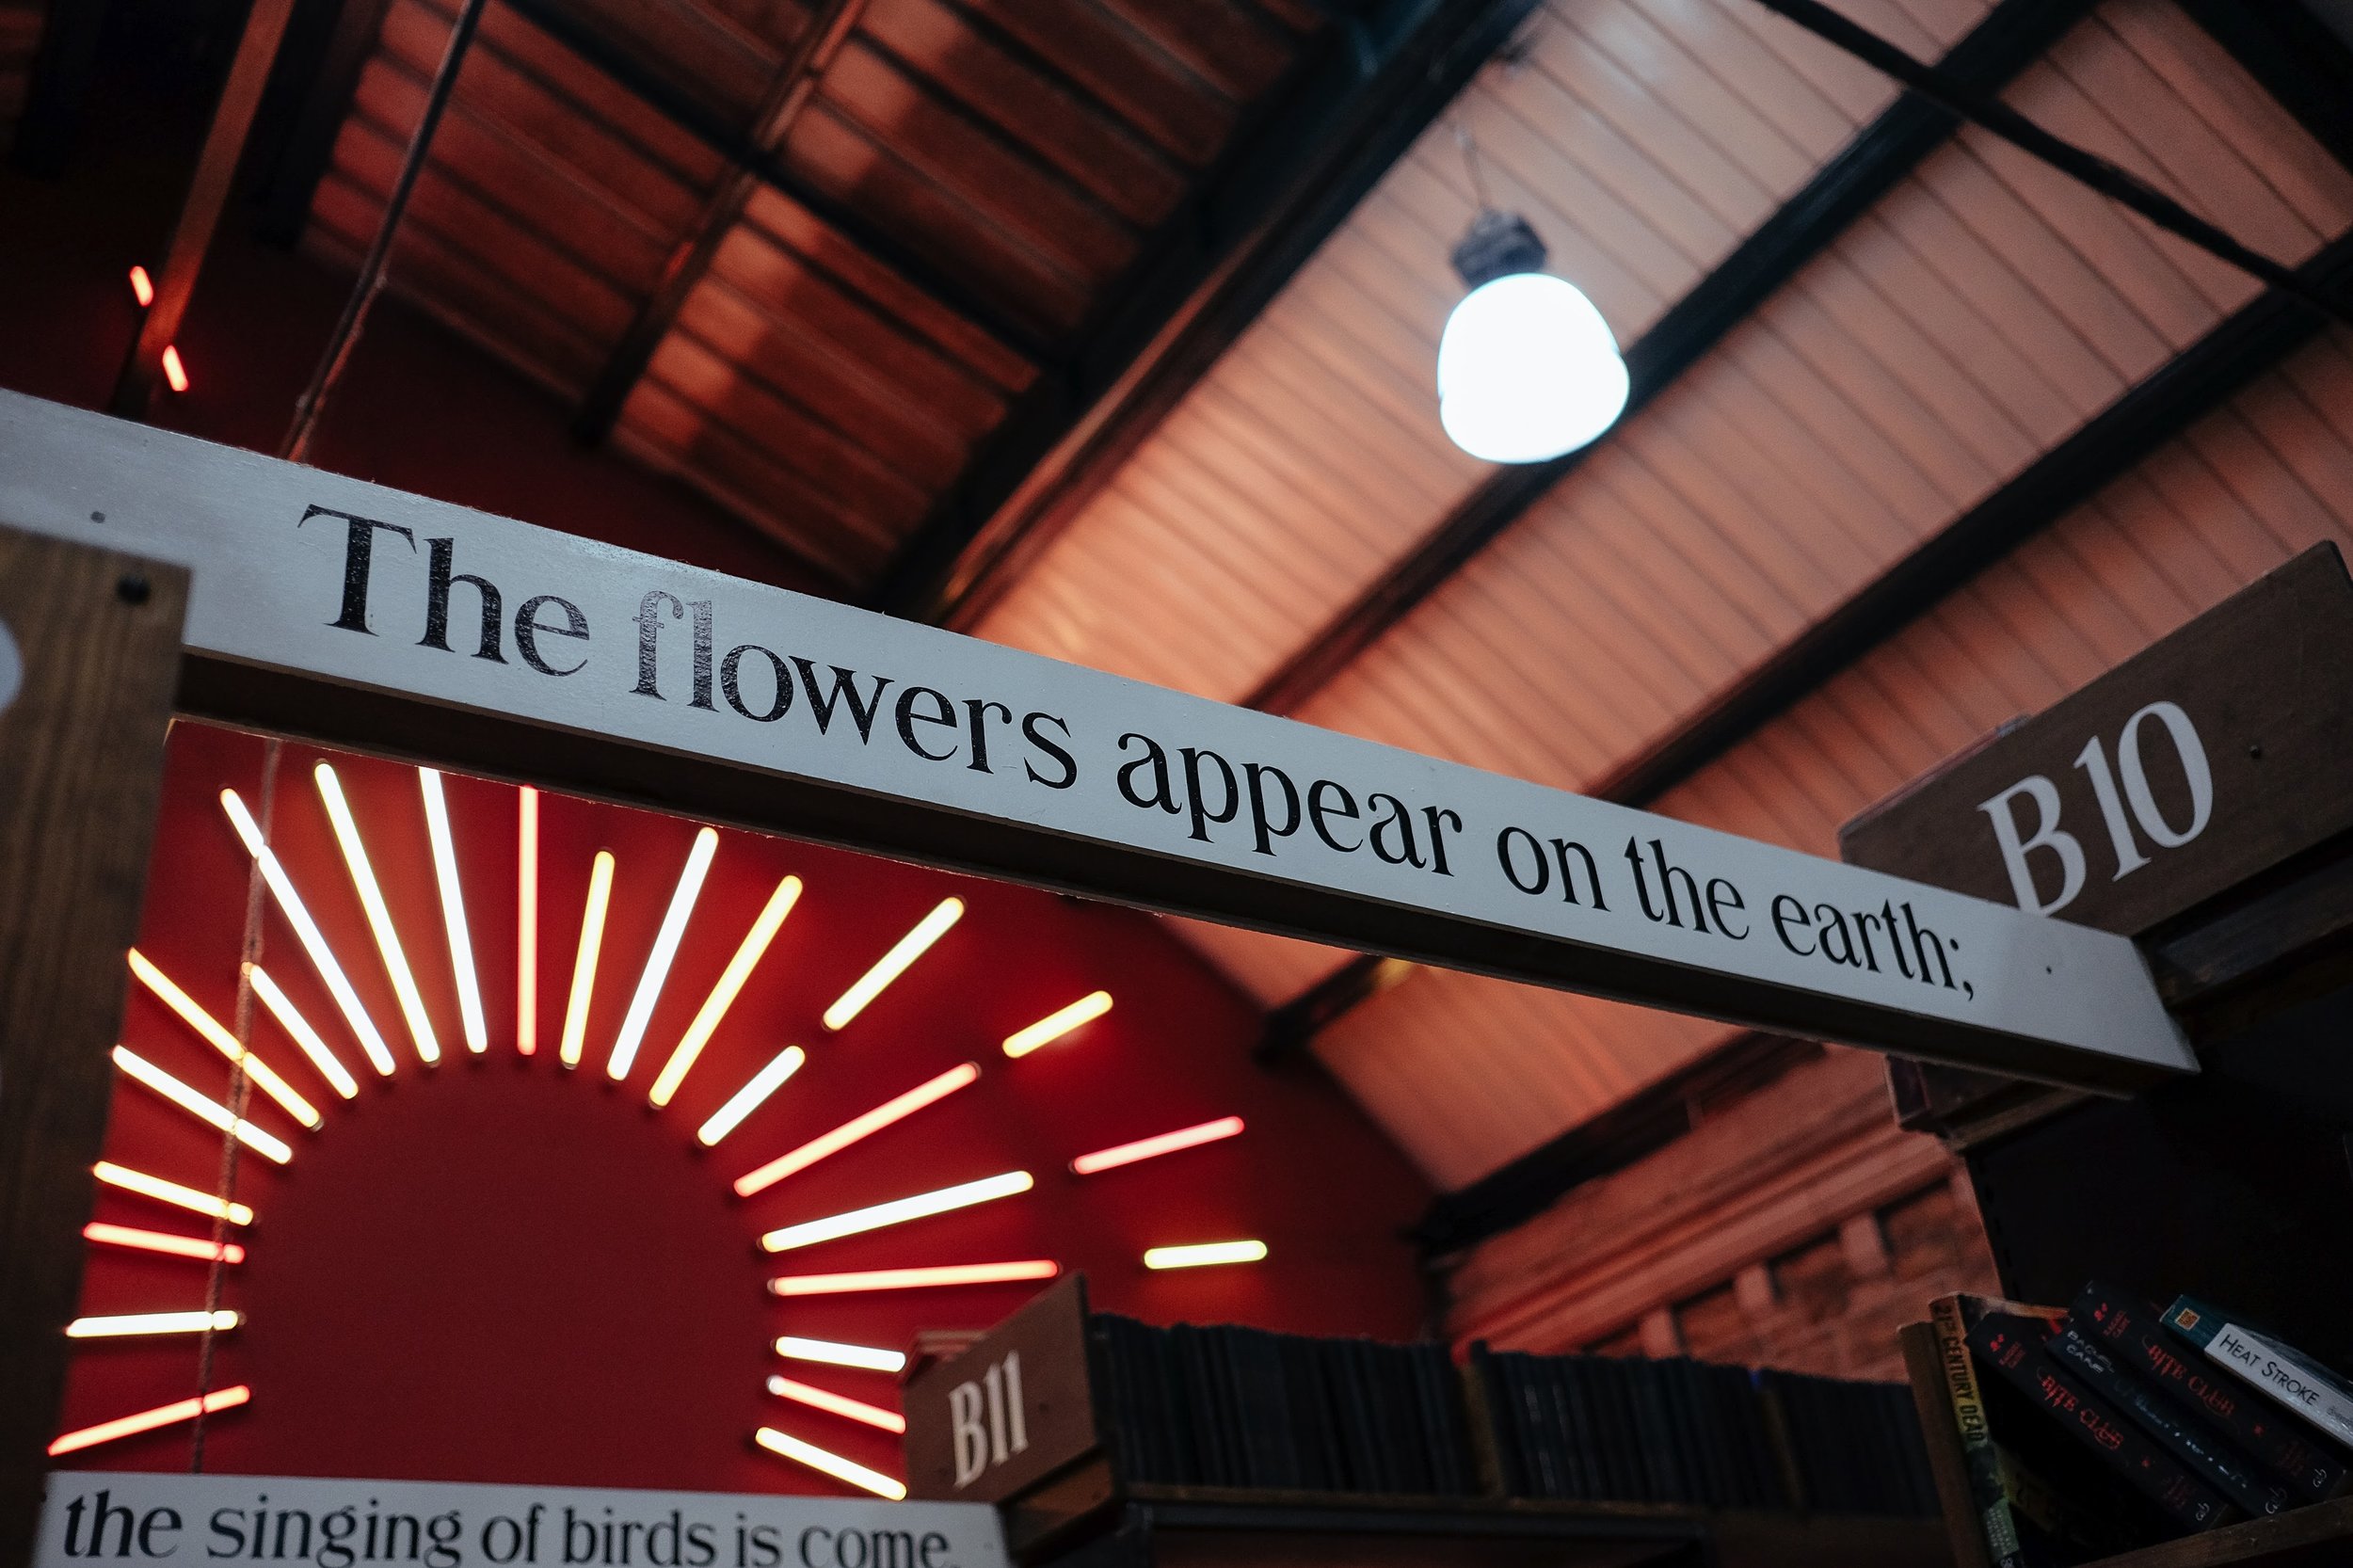 The flowers appear on the earth;
B10
B11
the singing of birds is come,
21ST CENTURY DEAD
BITE CLUB
BITE CLUB
HEAT STROKE